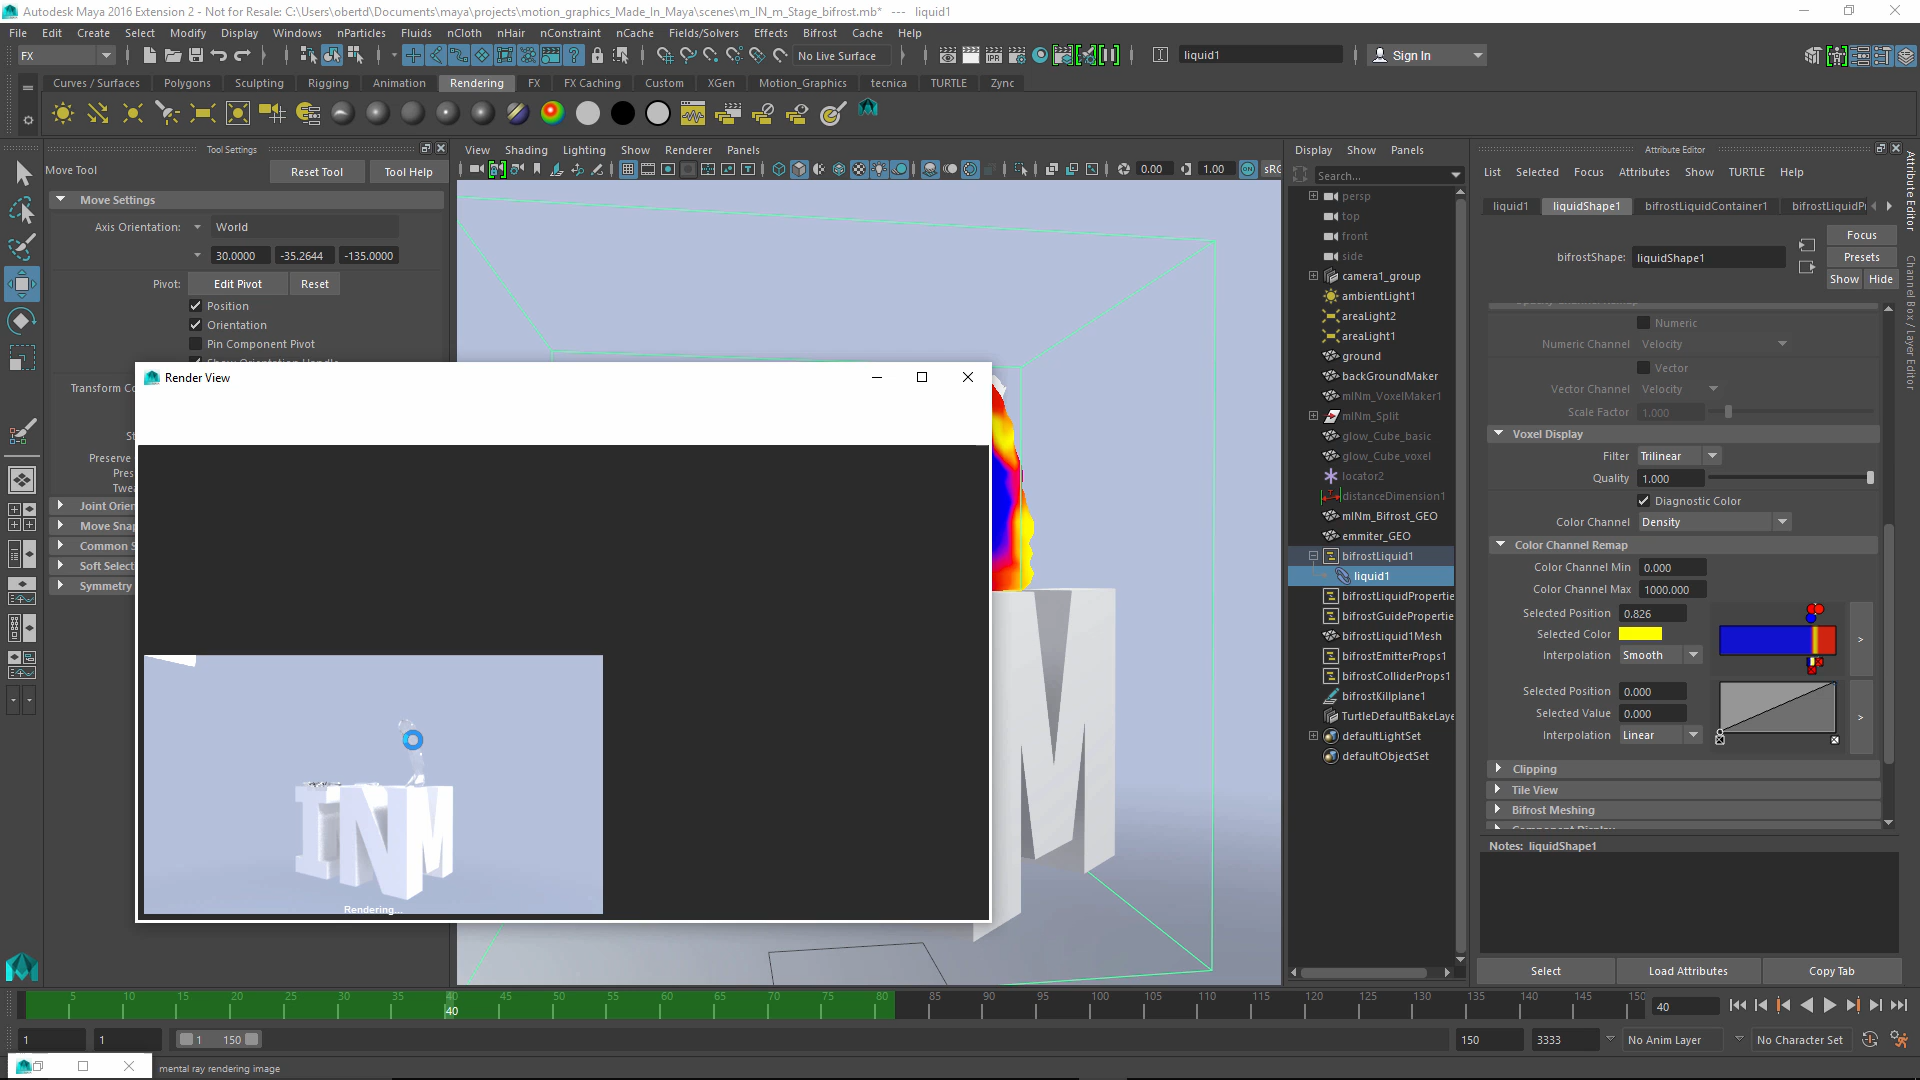 Autodesk Maya 2016 Extension 2 - Not for Resale: C:\Users\obertd\Documents\maya\projects\motion_graphics_Made_In_Maya\scenes\m_IN_m_Stage_bifrost.mb* --- liquid1
File Edit Create Select Modify Display Windows nParticles Fluids nCloth nHair nConstraint nCache Fields/Solvers Effects Bifrost Cache Help
FX No Live Surface IPR liquid1 Sign In
Curves / Surfaces Polygons Sculpting Rigging Animation Rendering FX FX Caching Custom XGen Motion_Graphics tecnica TURTLE Zync
Tool Settings
Move Tool Reset Tool Tool Help
Move Settings
Axis Orientation: World
30.0000 -35.2644 -135.0000
Pivot: Edit Pivot Reset
Position
Orientation
Pin Component Pivot
Transform Co
Preserve
Pres
Twea
Joint Orien
Move Snap
Common S
Soft Select
Symmetry
View Shading Lighting Show Renderer Panels
0.00 1.00
Render View
INM
Rendering...
Display Show Panels
Search...
persp
top
front
side
camera1_group
ambientLight1
areaLight2
areaLight1
ground
backGroundMaker
mINm_VoxelMaker1
mINm_Split
glow_Cube_basic
glow_Cube_voxel
locator2
distanceDimension1
mINm_Bifrost_GEO
emmiter_GEO
bifrostLiquid1
liquid1
bifrostLiquidPropertie
bifrostGuidePropertie
bifrostLiquid1Mesh
bifrostEmitterProps1
bifrostColliderProps1
bifrostKillplane1
TurtleDefaultBakeLaye
defaultLightSet
defaultObjectSet
Attribute Editor
List Selected Focus Attributes Show TURTLE Help
liquid1 liquidShape1 bifrostLiquidContainer1 bifrostLiquidPr
Focus
bifrostShape: liquidShape1 Presets
Show Hide
Numeric
Numeric Channel Velocity
Vector
Vector Channel Velocity
Scale Factor 1.000
Voxel Display
Filter Trilinear
Quality 1.000
Diagnostic Color
Color Channel Density
Color Channel Remap
Color Channel Min 0.000
Color Channel Max 1000.000
Selected Position 0.826
Selected Color
Interpolation Smooth
Selected Position 0.000
Selected Value 0.000
Interpolation Linear
Clipping
Tile View
Bifrost Meshing
Notes: liquidShape1
Select Load Attributes Copy Tab
Attribute Editor
Channel Box / Layer Editor
5 10 15 20 25 30 35 40 45 50 55 60 65 70 75 80 85 90 95 100 105 110 115 120 125 130 135 140 145 150
40 40
1 1 1 150 150 3333 No Anim Layer No Character Set
mental ray rendering image